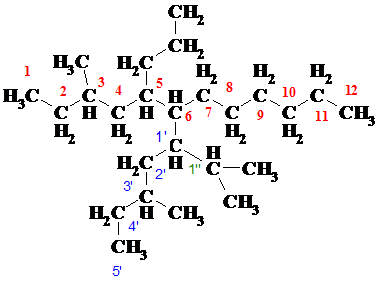 CH₂
CH₂
H₃C H₂C
1 3 5 H₂ 8 H₂ 10 H₂ 12
H₃C 2 C 4 C C C C
C H C H H C 6 7 C 9 C 11 CH₃
H₂ H₂ H₂ H₂
1' C H
H₂C 2' H 1'' C CH₃
3' C CH₃
H₂C H CH₃
4'
CH₃
5'